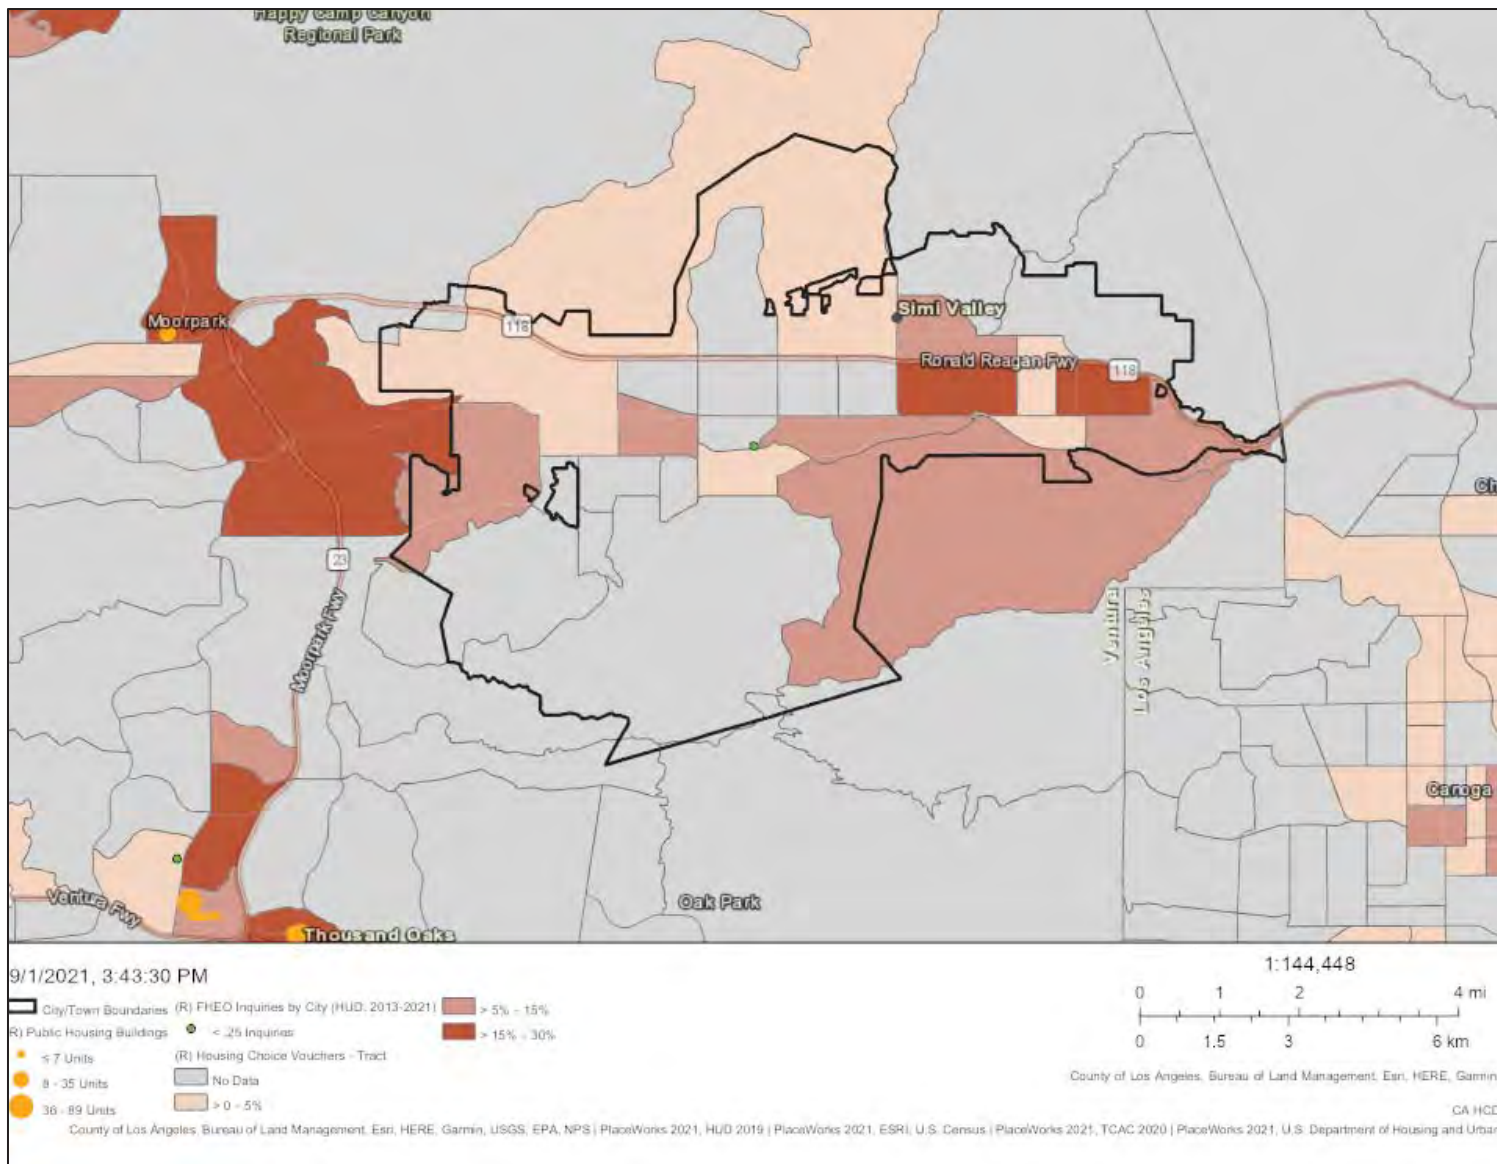 Happy Camp Canyon
Regional Park
Moorpark
118
Simi Valley
Ronald Reagan Fwy
118
Ch
23
Moorpark Fwy
Ventura
Los Angeles
Canoga
Ventura Fwy
Oak Park
Thousand Oaks
9/1/2021, 3:43:30 PM
1:144,448
0 1 2 4 mi
0 1.5 3 6 km
City/Town Boundaries (R) FHEO Inquiries by City (HUD, 2013-2021) > 5% - 15%
R) Public Housing Buildings < .25 Inquiries > 15% - 30%
≤ 7 Units (R) Housing Choice Vouchers - Tract
8 - 35 Units No Data
36 - 89 Units > 0 - 5%
County of Los Angeles, Bureau of Land Management, Esri, HERE, Garmin
CA HCD
County of Los Angeles, Bureau of Land Management, Esri, HERE, Garmin, USGS, EPA, NPS | PlaceWorks 2021, HUD 2019 | PlaceWorks 2021, ESRI, U.S. Census | PlaceWorks 2021, TCAC 2020 | PlaceWorks 2021, U.S. Department of Housing and Urban